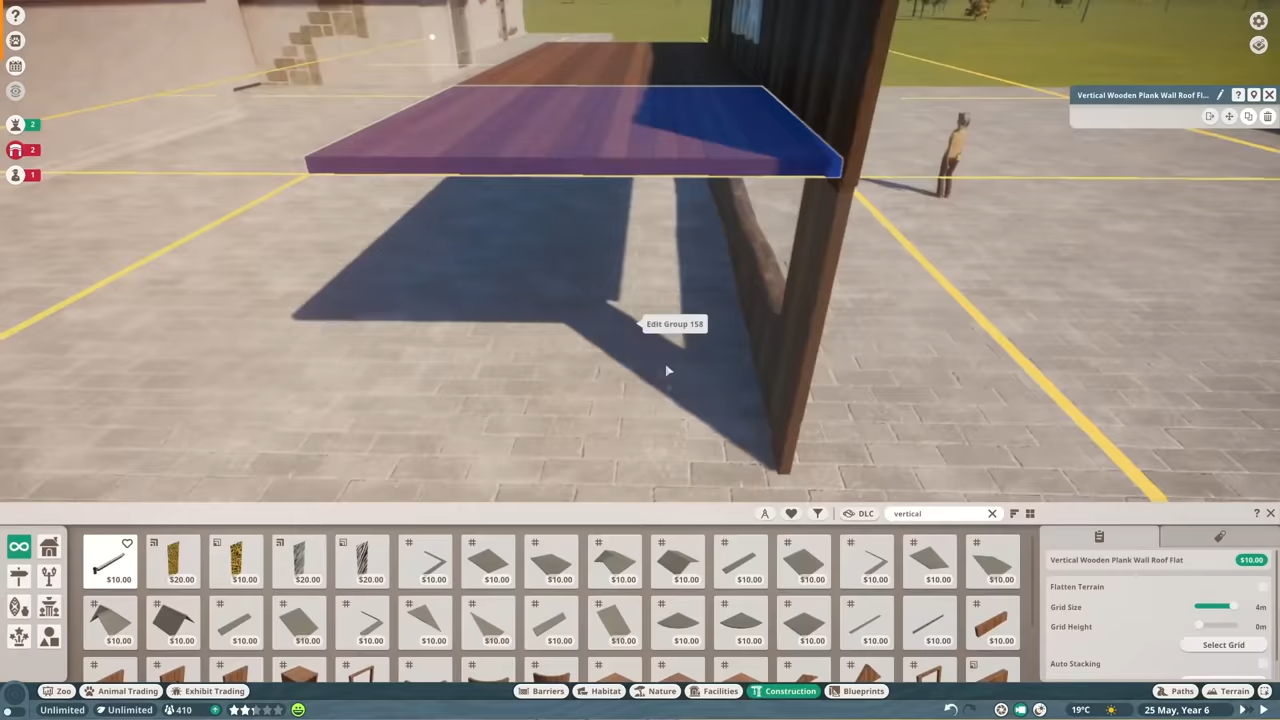 ?
2
2
1
Vertical Wooden Plank Wall Roof Fl...
?
Edit Group 158
DLC
vertical
?
$10.00 $20.00 $10.00 $20.00 $20.00 $10.00 $10.00 $10.00 $10.00 $10.00 $10.00 $10.00 $10.00 $10.00 $10.00
$10.00 $10.00 $10.00 $10.00 $10.00 $10.00 $10.00 $10.00 $10.00 $10.00 $10.00 $10.00 $10.00 $10.00 $10.00
Vertical Wooden Plank Wall Roof Flat $10.00
Flatten Terrain
Grid Size 4m
Grid Height 0m
Select Grid
Auto Stacking
Zoo Animal Trading Exhibit Trading Barriers Habitat Nature Facilities Construction Blueprints Paths Terrain
Unlimited Unlimited 410 19°C 25 May, Year 6